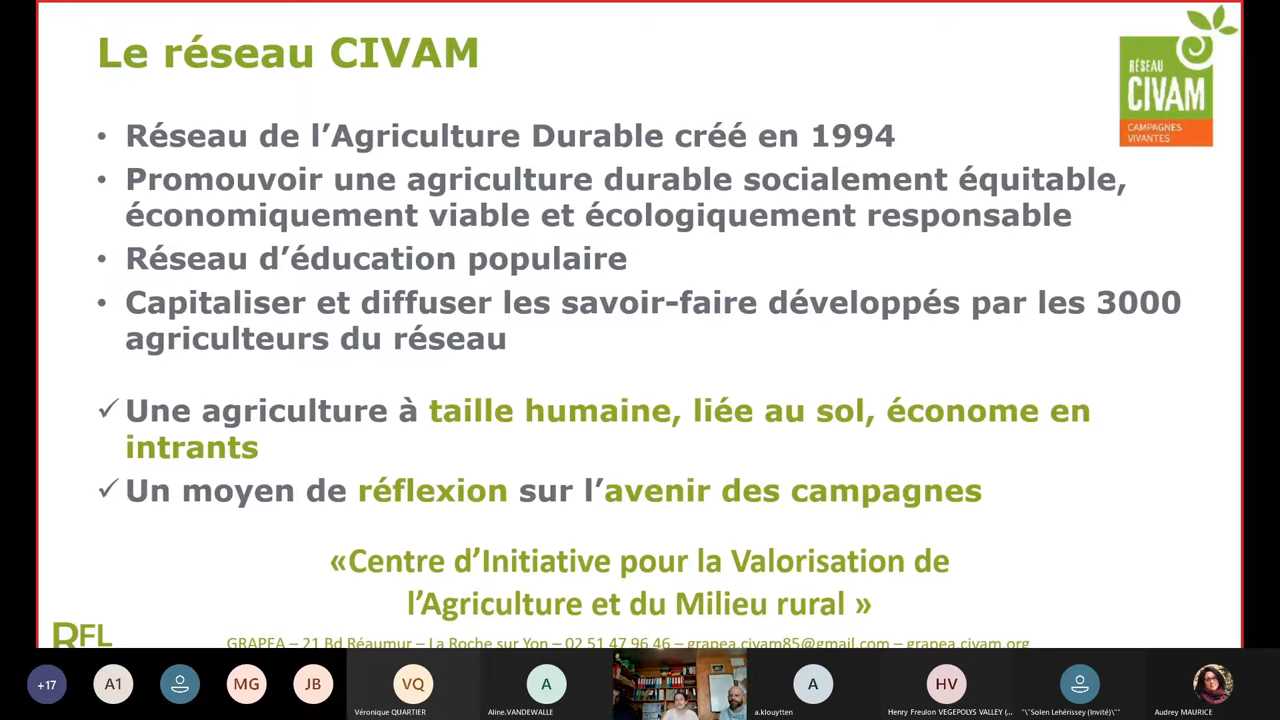 Le réseau CIVAM
RÉSEAU
CIVAM
CAMPAGNES
VIVANTES
• Réseau de l’Agriculture Durable créé en 1994
• Promouvoir une agriculture durable socialement équitable,
économiquement viable et écologiquement responsable
• Réseau d’éducation populaire
• Capitaliser et diffuser les savoir-faire développés par les 3000
agriculteurs du réseau
✓ Une agriculture à taille humaine, liée au sol, économe en
intrants
✓ Un moyen de réflexion sur l’avenir des campagnes
«Centre d’Initiative pour la Valorisation de
l’Agriculture et du Milieu rural »
RFL
GRAPEA – 21 Bd Réaumur – La Roche sur Yon – 02 51 47 96 46 – grapea.civam85@gmail.com – grapea.civam.org
+17
A1
MG
JB
VQ
A
A
HV
Véronique QUARTIER
Aline.VANDEWALLE
a.klouytten
Henry Freulon VEGEPOLYS VALLEY (...
"\"Solen Lehérissey (Invité)\""
Audrey MAURICE